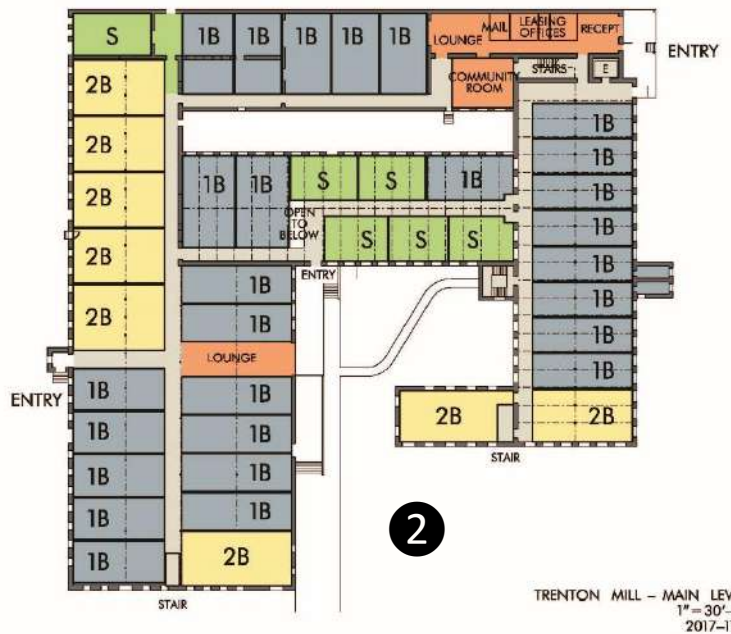 S
1B
1B
1B
1B
1B
LOUNGE
MAIL
LEASING
OFFICES
RECEPT
ENTRY
COMMUNITY
ROOM
STAIRS
E
2B
2B
2B
2B
2B
1B
1B
S
S
1B
OPEN
TO
BELOW
S
S
S
ENTRY
1B
1B
1B
1B
1B
1B
1B
1B
1B
1B
LOUNGE
ENTRY
1B
1B
1B
1B
1B
1B
1B
1B
1B
2B
STAIR
2B
2B
STAIR
2
TRENTON MILL – MAIN LEV
1"=30'-
2017-1